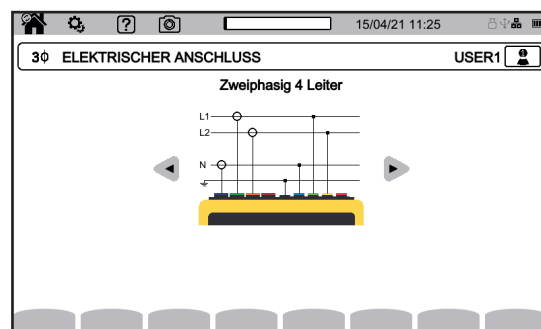 ? 15/04/21 11:25
3ϕ ELEKTRISCHER ANSCHLUSS USER1
Zweiphasig 4 Leiter
L1
L2
N